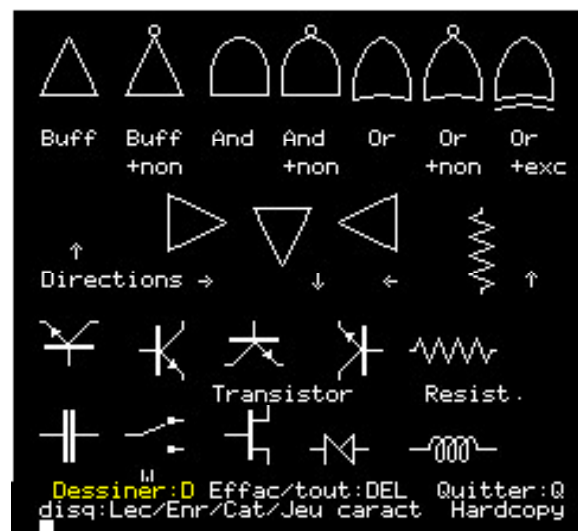 Buff Buff And And Or Or Or
+non +non +non +exc
↑
Directions → ↓ ← ↑
Transistor Resist.
Dessiner:D Effac/tout:DEL Quitter:Q
disq:Lec/Enr/Cat/Jeu caract Hardcopy